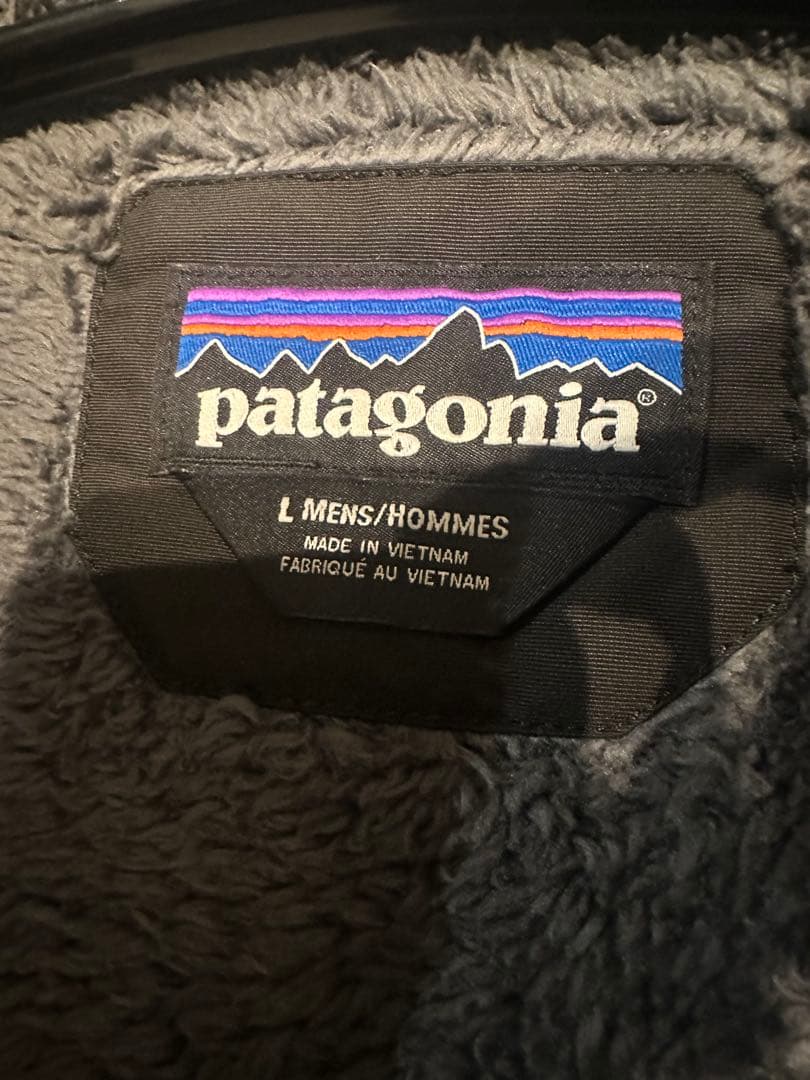 patagonia®
L MENS/HOMMES
MADE IN VIETNAM
FABRIQUÉ AU VIETNAM